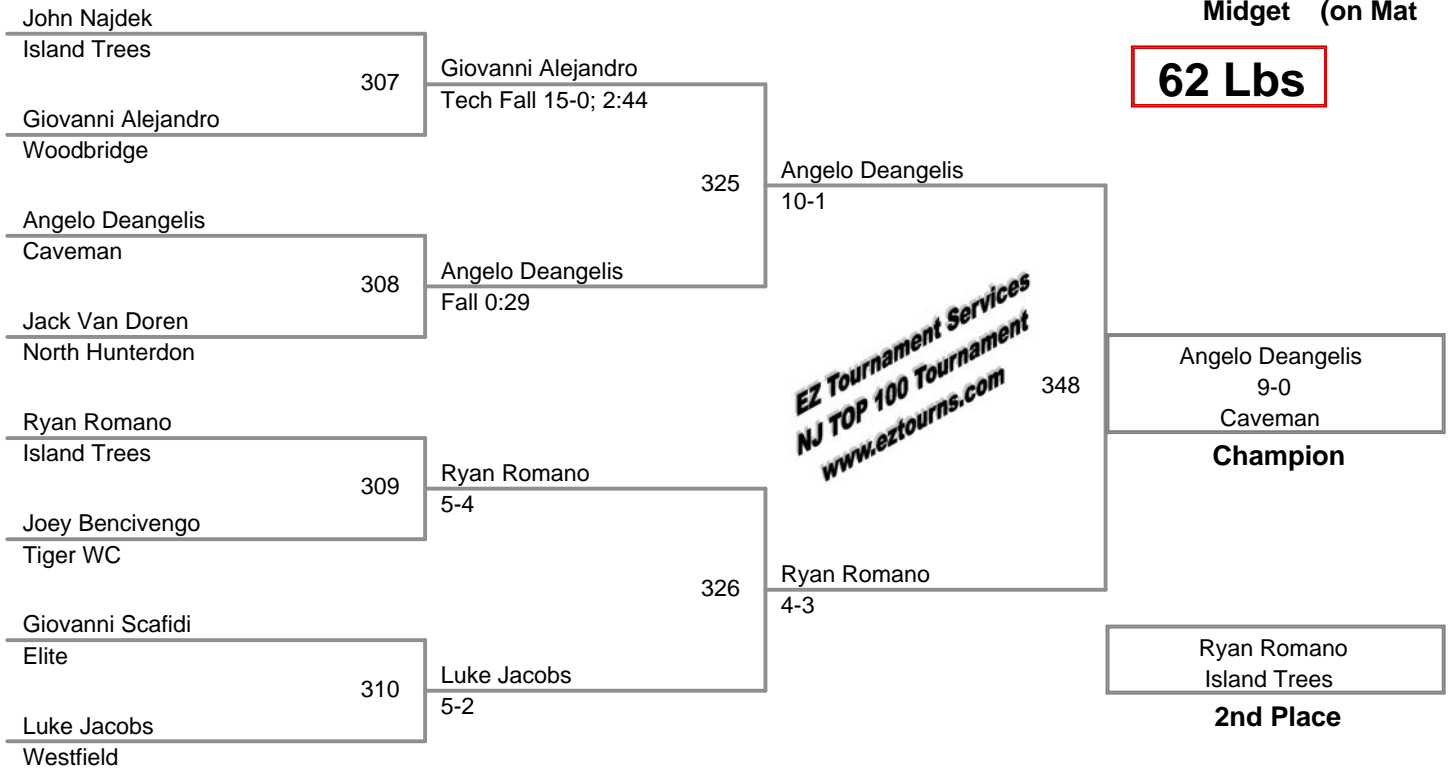 Midget (on Mat
62 Lbs
John Najdek
Island Trees
307
Giovanni Alejandro
Woodbridge
Giovanni Alejandro
Tech Fall 15-0; 2:44
Angelo Deangelis
Caveman
308
Jack Van Doren
North Hunterdon
Angelo Deangelis
Fall 0:29
325
Angelo Deangelis
10-1
Ryan Romano
Island Trees
309
Joey Bencivengo
Tiger WC
Ryan Romano
5-4
Giovanni Scafidi
Elite
310
Luke Jacobs
Westfield
Luke Jacobs
5-2
326
Ryan Romano
4-3
EZ Tournament Services
NJ TOP 100 Tournament
www.eztourns.com
348
Angelo Deangelis
9-0
Caveman
Champion
Ryan Romano
Island Trees
2nd Place